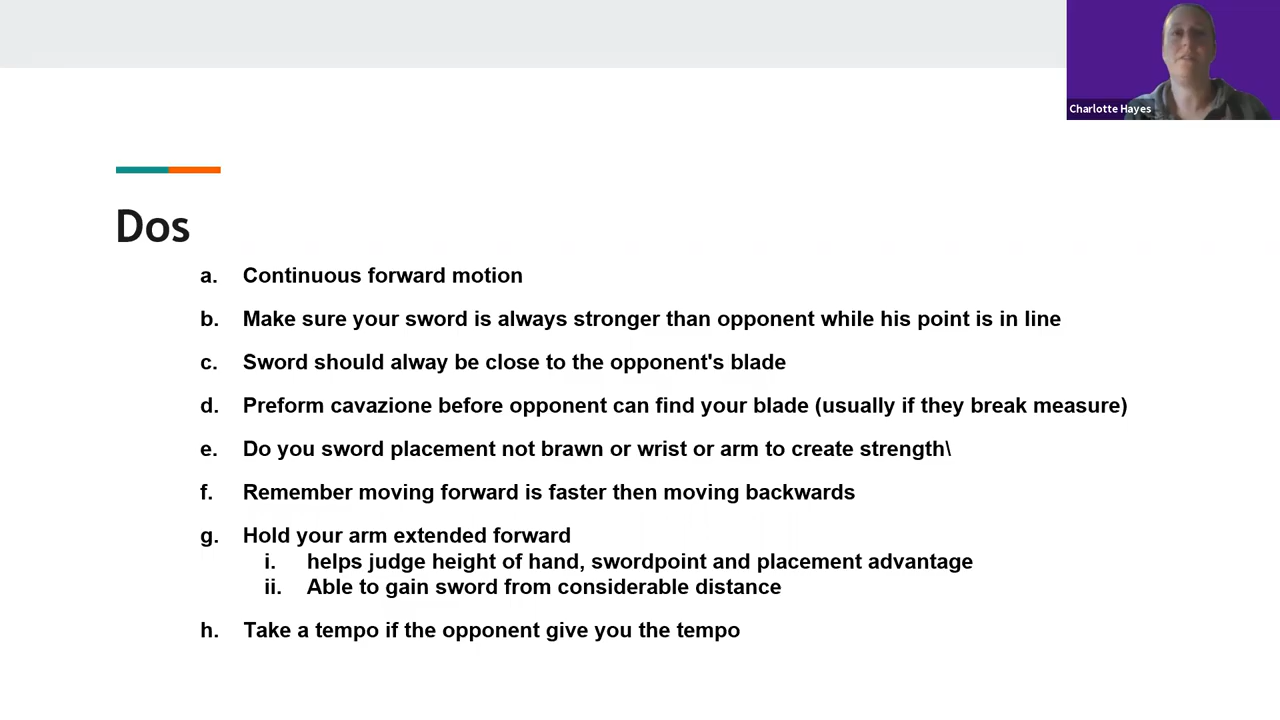 Charlotte Hayes
Dos
a. Continuous forward motion
b. Make sure your sword is always stronger than opponent while his point is in line
c. Sword should alway be close to the opponent's blade
d. Preform cavazione before opponent can find your blade (usually if they break measure)
e. Do you sword placement not brawn or wrist or arm to create strength\
f. Remember moving forward is faster then moving backwards
g. Hold your arm extended forward
i. helps judge height of hand, swordpoint and placement advantage
ii. Able to gain sword from considerable distance
h. Take a tempo if the opponent give you the tempo